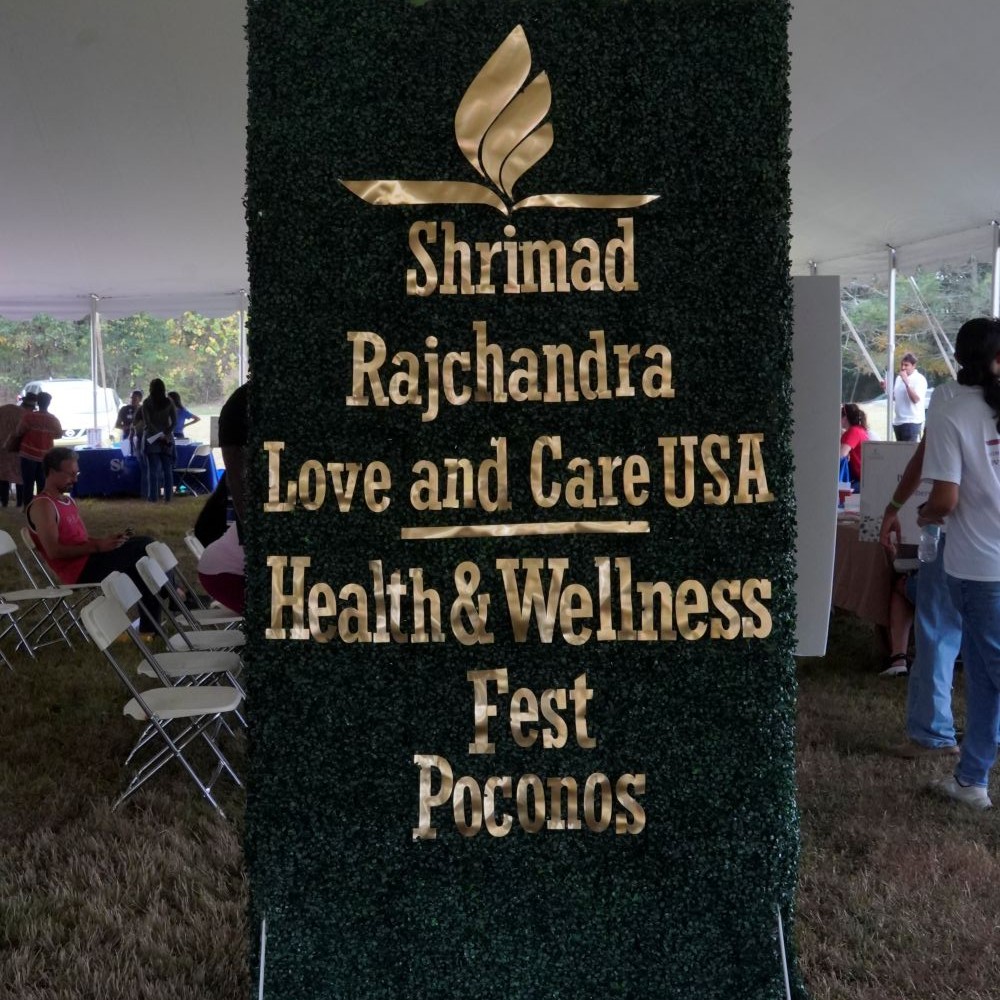 Shrimad
Rajchandra
Love and Care USA
Health & Wellness
Fest
Poconos